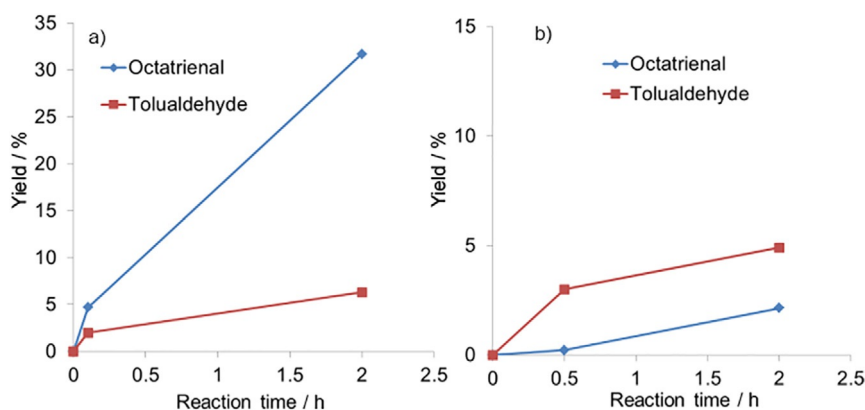 a)
Octatrienal
Tolualdehyde
Yield / %
35
30
25
20
15
10
5
0
0
0.5
1
1.5
2
2.5
Reaction time / h
b)
Octatrienal
Tolualdehyde
Yield / %
15
10
5
0
0
0.5
1
1.5
2
2.5
Reaction time / h